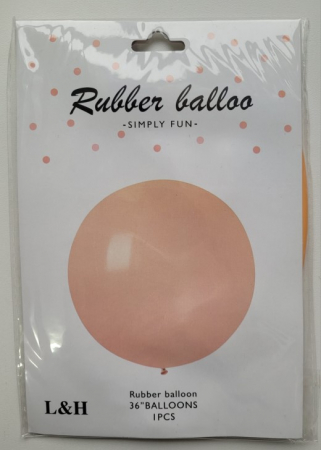 Rubber balloo
-SIMPLY FUN-
Rubber balloon
36"BALLOONS
1PCS
L&H